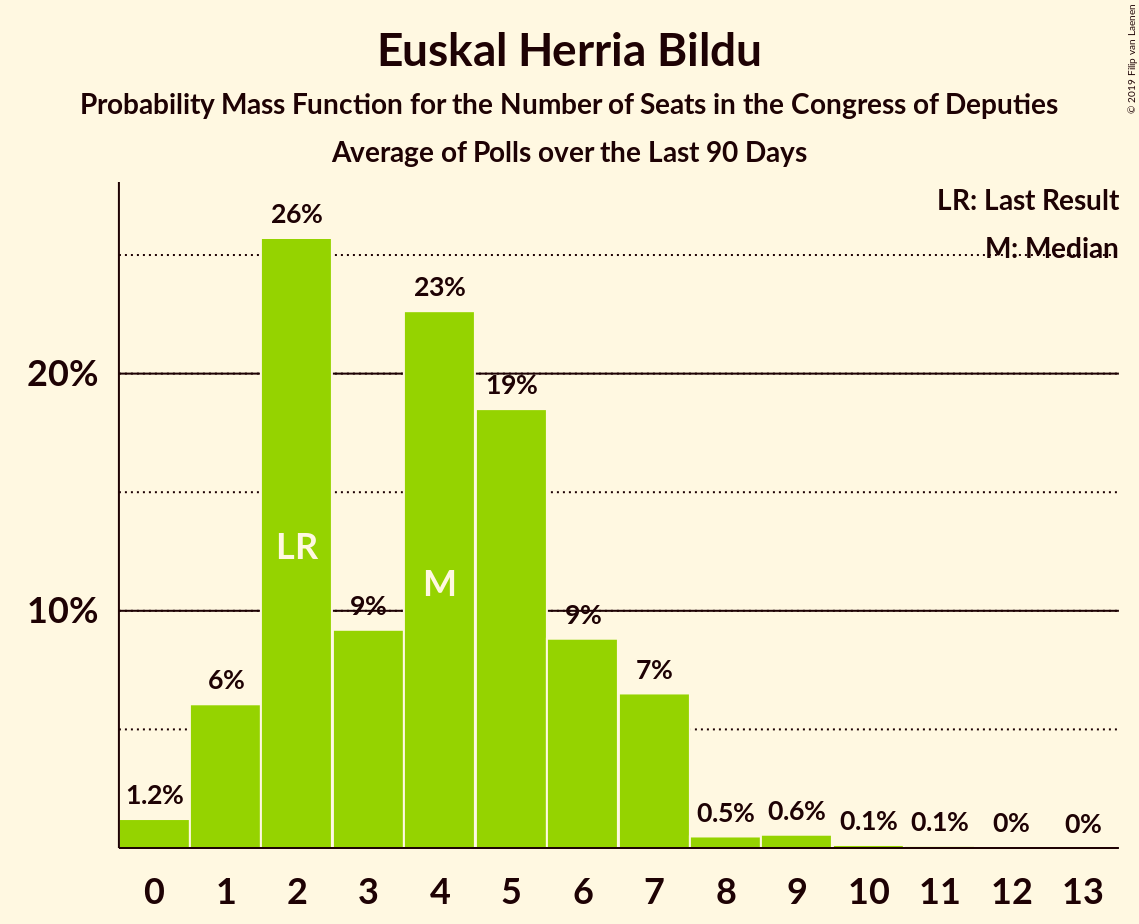 Euskal Herria Bildu
Probability Mass Function for the Number of Seats in the Congress of Deputies
Average of Polls over the Last 90 Days
© 2019 Filip van Laenen
LR: Last Result
M: Median
26%
23%
20%
19%
LR
M
10%
9%
9%
7%
6%
1.2%
0.5%
0.6%
0.1%
0.1%
0%
0%
0 1 2 3 4 5 6 7 8 9 10 11 12 13